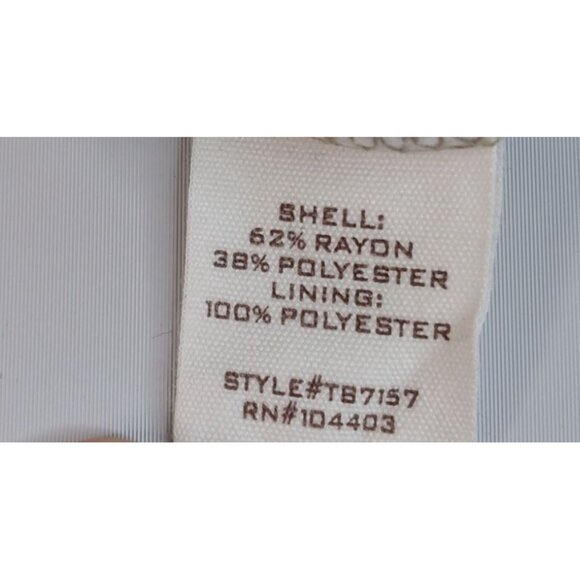 SHELL:
62% RAYON
38% POLYESTER
LINING:
100% POLYESTER
STYLE#TB7157
RN#104403